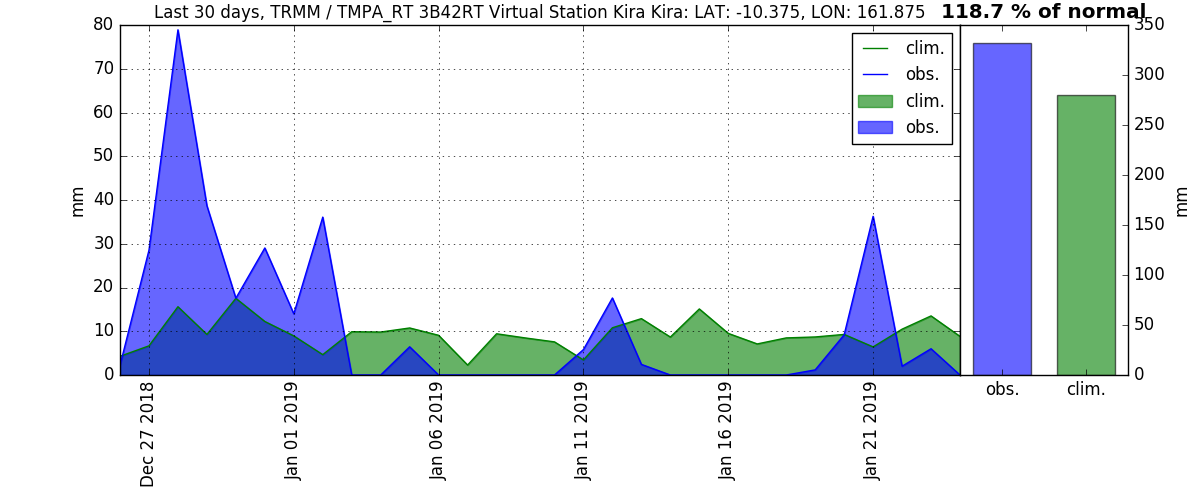 Last 30 days, TRMM / TMPA_RT 3B42RT Virtual Station Kira Kira: LAT: -10.375, LON: 161.875
118.7 % of normal
80
70
60
50
40
30
20
10
0
mm
clim.
obs.
clim.
obs.
Dec 27 2018
Jan 01 2019
Jan 06 2019
Jan 11 2019
Jan 16 2019
Jan 21 2019
350
300
250
200
150
100
50
0
mm
obs.
clim.